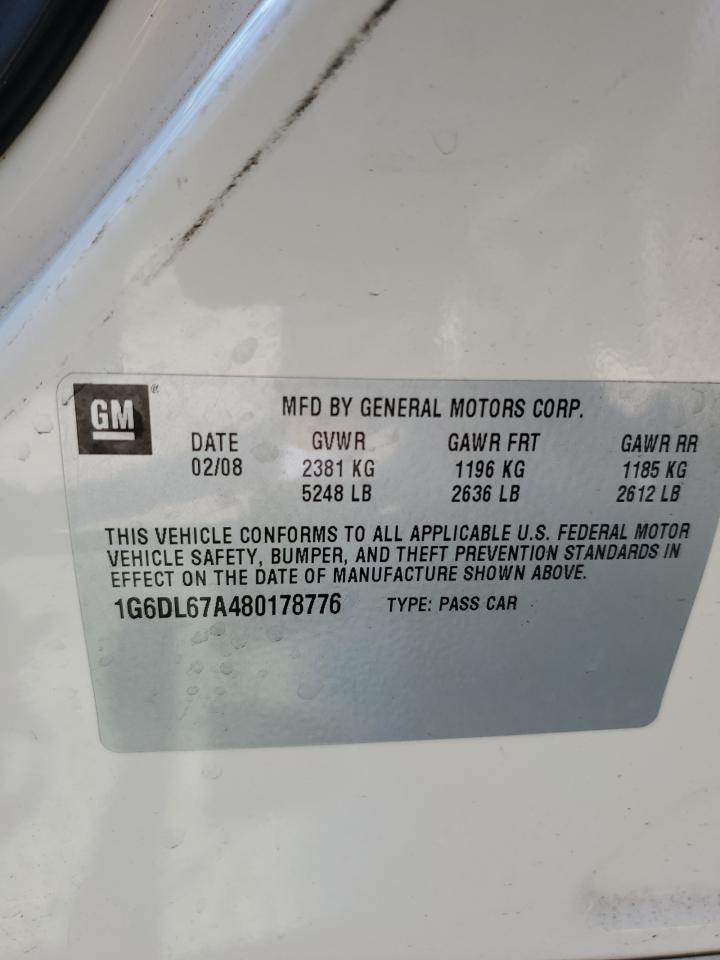 GM®
MFD BY GENERAL MOTORS CORP.
DATE GVWR GAWR FRT GAWR RR
02/08 2381 KG 1196 KG 1185 KG
5248 LB 2636 LB 2612 LB
THIS VEHICLE CONFORMS TO ALL APPLICABLE U.S. FEDERAL MOTOR
VEHICLE SAFETY, BUMPER, AND THEFT PREVENTION STANDARDS IN
EFFECT ON THE DATE OF MANUFACTURE SHOWN ABOVE.
1G6DL67A480178776 TYPE: PASS CAR